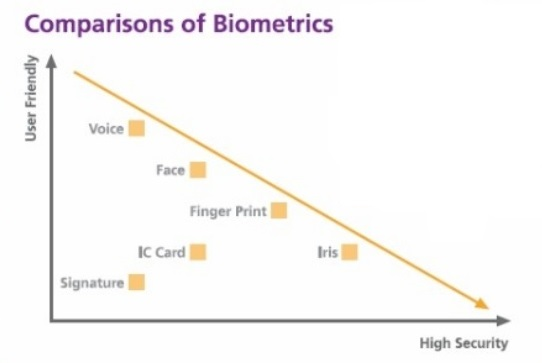 Comparisons of Biometrics
User Friendly
Voice
Face
Finger Print
IC Card
Iris
Signature
High Security